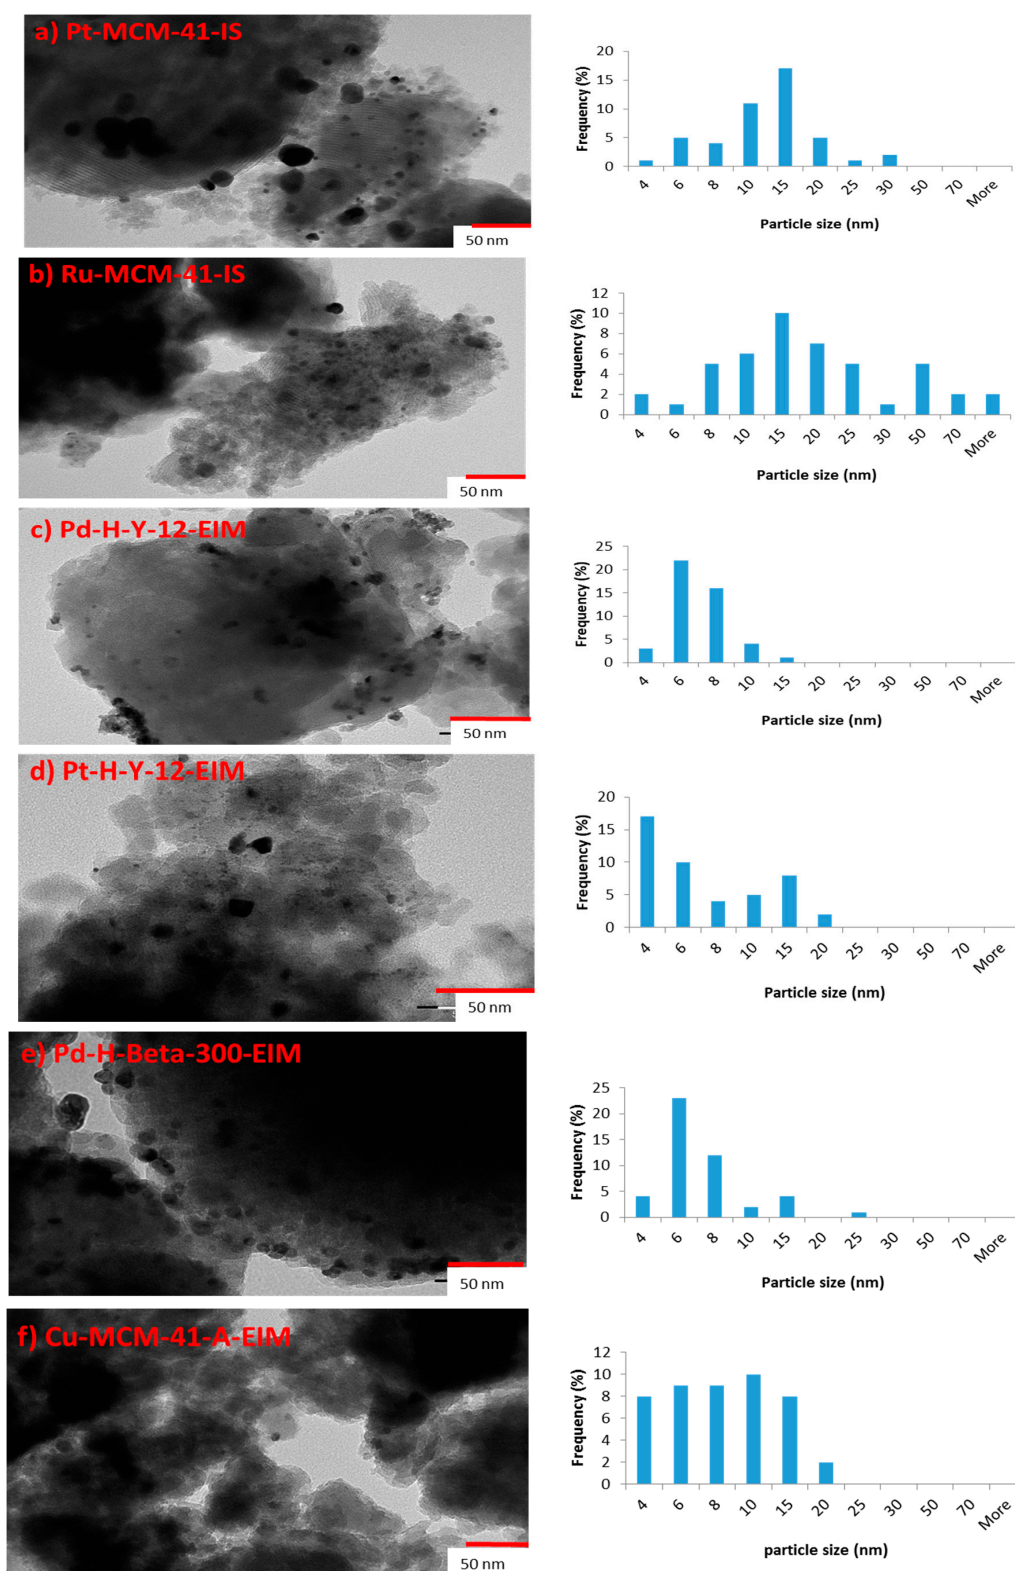 a) Pt-MCM-41-IS
50 nm
Frequency (%)
20
15
10
5
0
4 6 8 10 15 20 25 30 50 70 More
Particle size (nm)
b) Ru-MCM-41-IS
50 nm
Frequency (%)
12
10
8
6
4
2
0
4 6 8 10 15 20 25 30 50 70 More
Particle size (nm)
c) Pd-H-Y-12-EIM
50 nm
Frequency (%)
25
20
15
10
5
0
4 6 8 10 15 20 25 30 50 70 More
Particle size (nm)
d) Pt-H-Y-12-EIM
50 nm
Frequency (%)
20
15
10
5
0
4 6 8 10 15 20 25 30 50 70 More
Particle size (nm)
e) Pd-H-Beta-300-EIM
50 nm
Frequency (%)
25
20
15
10
5
0
4 6 8 10 15 20 25 30 50 70 More
Particle size (nm)
f) Cu-MCM-41-A-EIM
50 nm
Frequency (%)
12
10
8
6
4
2
0
4 6 8 10 15 20 25 30 50 70 More
particle size (nm)